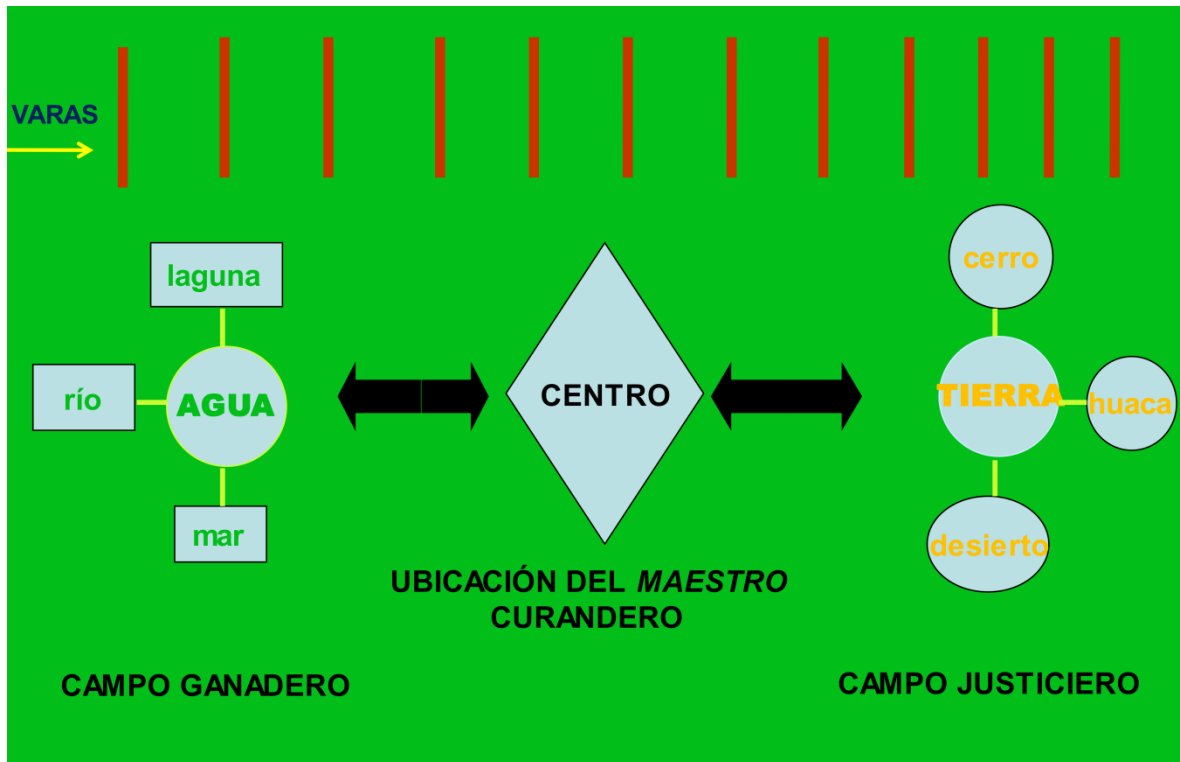 VARAS
laguna
cerro
río
AGUA
CENTRO
TIERRA
huaca
mar
desierto
UBICACIÓN DEL MAESTRO
CURANDERO
CAMPO GANADERO
CAMPO JUSTICIERO